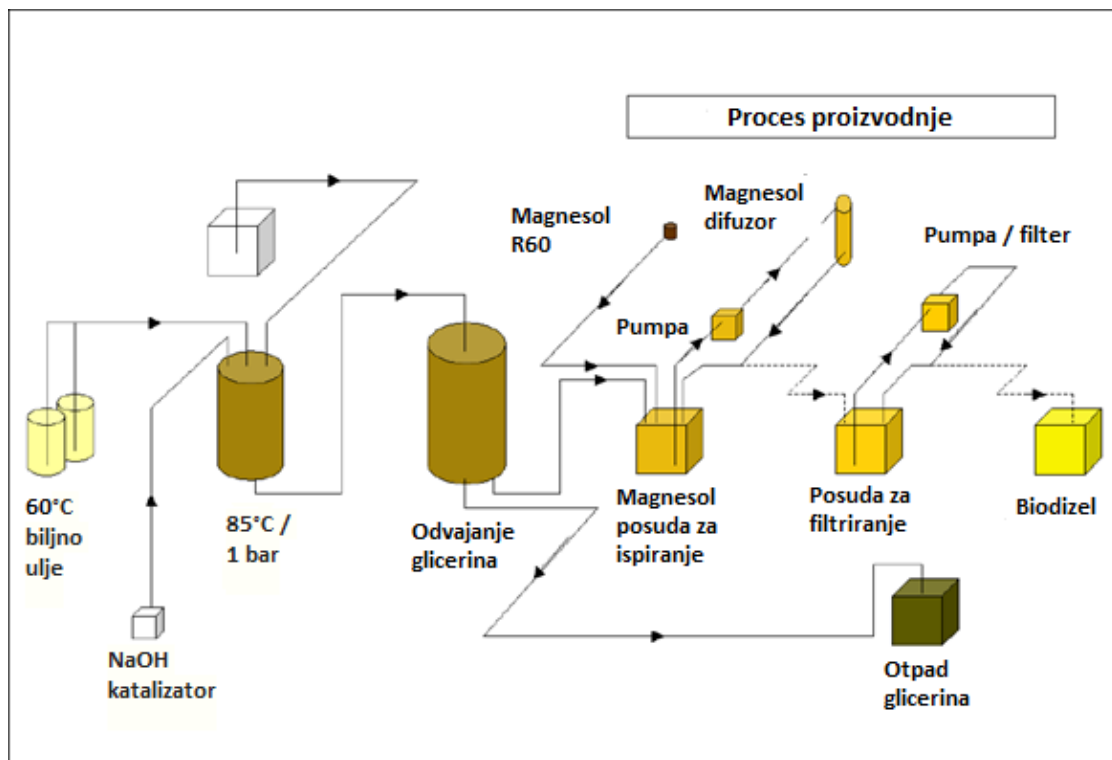 Proces proizvodnje
Magnesol
R60
Magnesol
difuzor
Pumpa / filter
Pumpa
60°C
biljno
ulje
85°C /
1 bar
Odvajanje
glicerina
Magnesol
posuda za
ispiranje
Posuda za
filtriranje
Biodizel
NaOH
katalizator
Otpad
glicerina